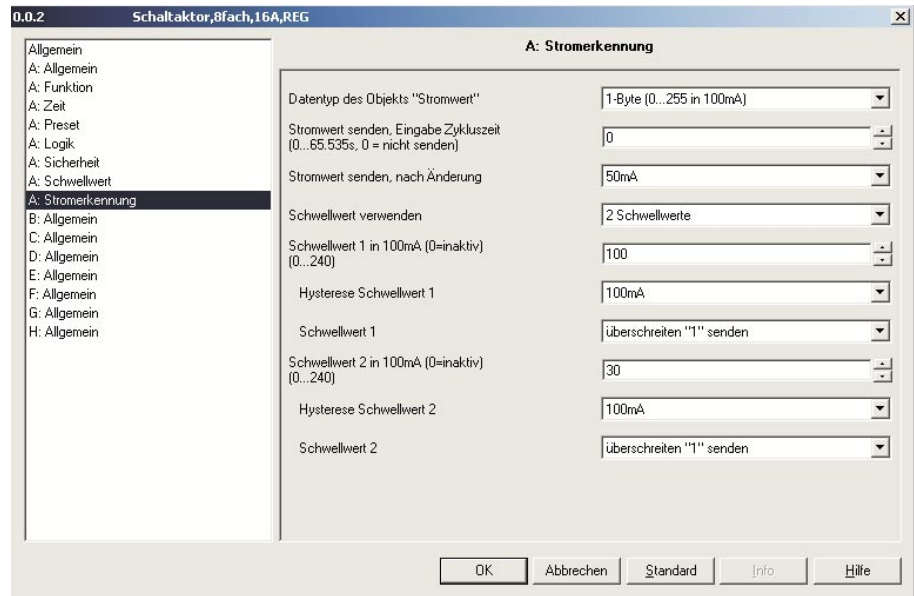 0.0.2 Schaltaktor,8fach,16A,REG
Allgemein
A: Allgemein
A: Funktion
A: Zeit
A: Preset
A: Logik
A: Sicherheit
A: Schwellwert
A: Stromerkennung
B: Allgemein
C: Allgemein
D: Allgemein
E: Allgemein
F: Allgemein
G: Allgemein
H: Allgemein
A: Stromerkennung
Datentyp des Objekts "Stromwert" 1-Byte (0...255 in 100mA)
Stromwert senden, Eingabe Zykluszeit
(0...65.535s, 0 = nicht senden) 0
Stromwert senden, nach Änderung 50mA
Schwellwert verwenden 2 Schwellwerte
Schwellwert 1 in 100mA (0=inaktiv)
(0...240) 100
Hysterese Schwellwert 1 100mA
Schwellwert 1 überschreiten "1" senden
Schwellwert 2 in 100mA (0=inaktiv)
(0...240) 30
Hysterese Schwellwert 2 100mA
Schwellwert 2 überschreiten "1" senden
OK Abbrechen Standard Info Hilfe